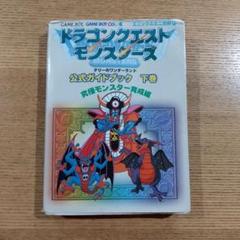 GAME BOY GAME BOY COLOR
ドラゴンクエスト
モンスターズ
テリーのワンダーランド
公式ガイドブック 下巻
究極モンスター育成編